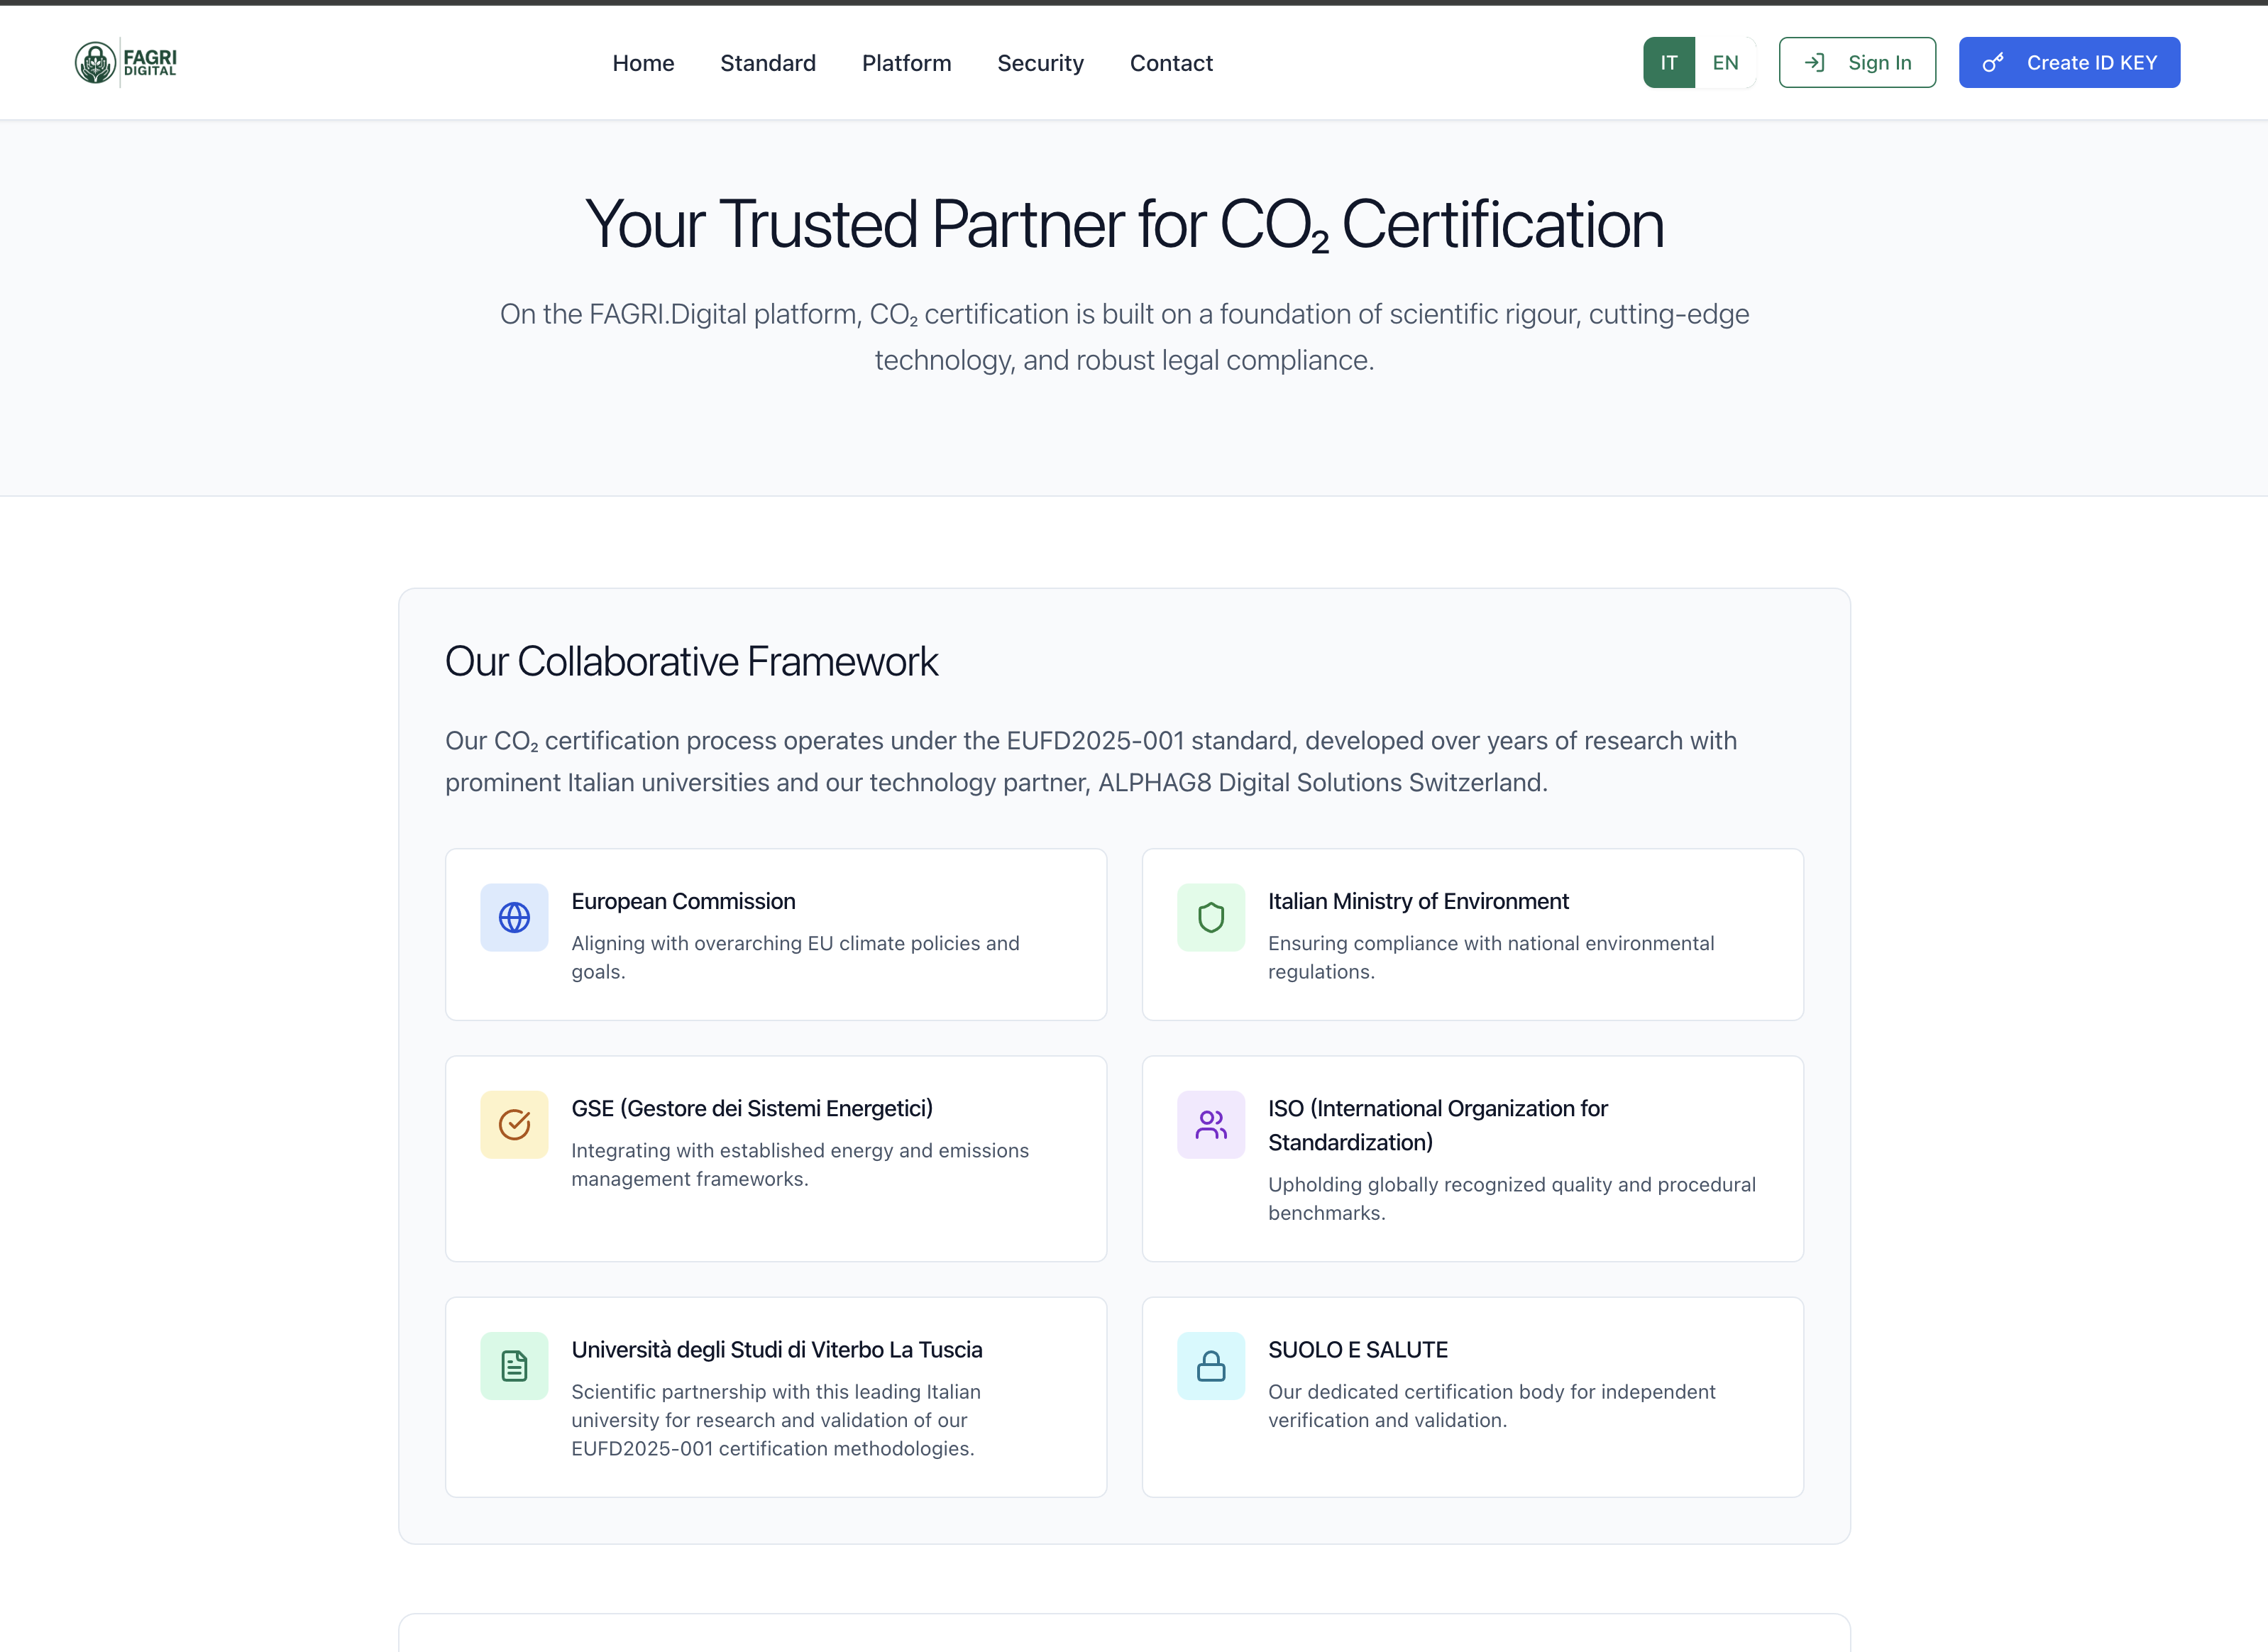 FAGRI
DIGITAL
Home
Standard
Platform
Security
Contact
IT
EN
Sign In
Create ID KEY
Your Trusted Partner for CO₂ Certification
On the FAGRI.Digital platform, CO₂ certification is built on a foundation of scientific rigour, cutting-edge
technology, and robust legal compliance.
Our Collaborative Framework
Our CO₂ certification process operates under the EUFD2025-001 standard, developed over years of research with
prominent Italian universities and our technology partner, ALPHAG8 Digital Solutions Switzerland.
European Commission
Aligning with overarching EU climate policies and
goals.
Italian Ministry of Environment
Ensuring compliance with national environmental
regulations.
GSE (Gestore dei Sistemi Energetici)
Integrating with established energy and emissions
management frameworks.
ISO (International Organization for
Standardization)
Upholding globally recognized quality and procedural
benchmarks.
Università degli Studi di Viterbo La Tuscia
Scientific partnership with this leading Italian
university for research and validation of our
EUFD2025-001 certification methodologies.
SUOLO E SALUTE
Our dedicated certification body for independent
verification and validation.